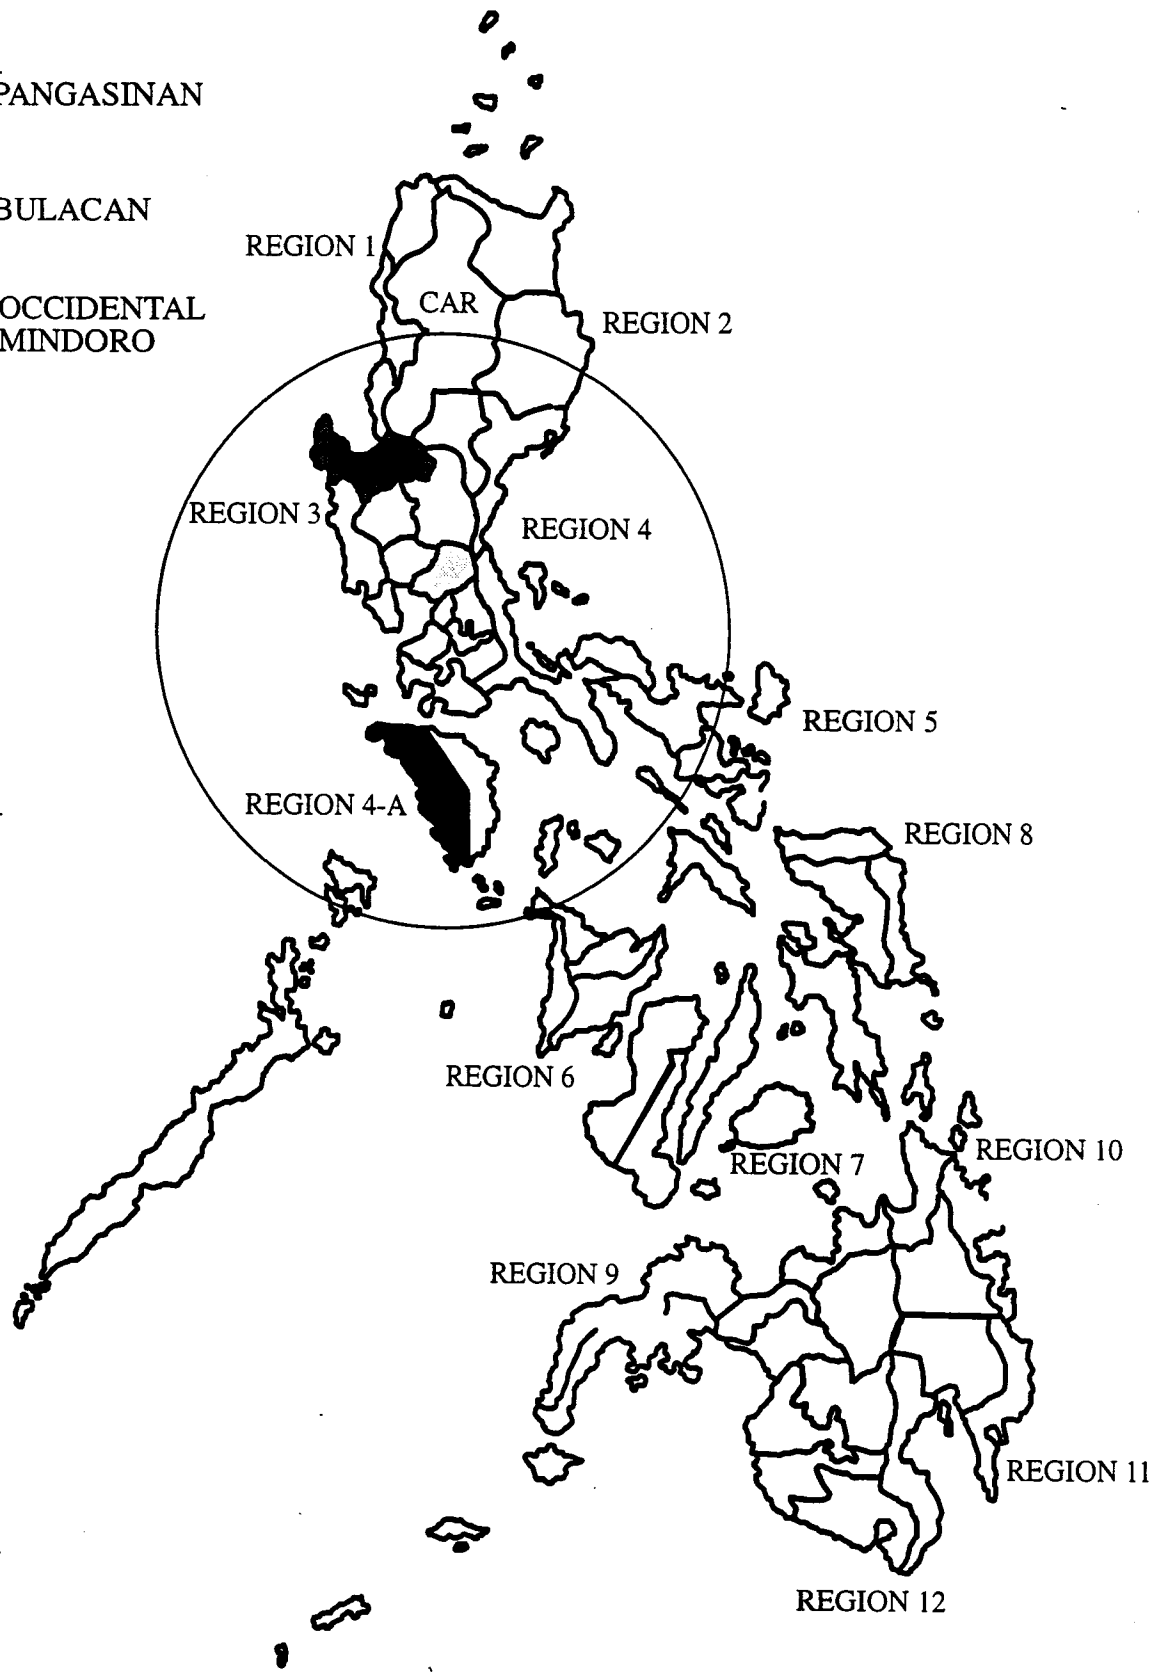 PANGASINAN
BULACAN
OCCIDENTAL
MINDORO
REGION 1
CAR
REGION 2
REGION 3
REGION 4
REGION 5
REGION 4-A
REGION 8
REGION 6
REGION 7
REGION 10
REGION 9
REGION 11
REGION 12